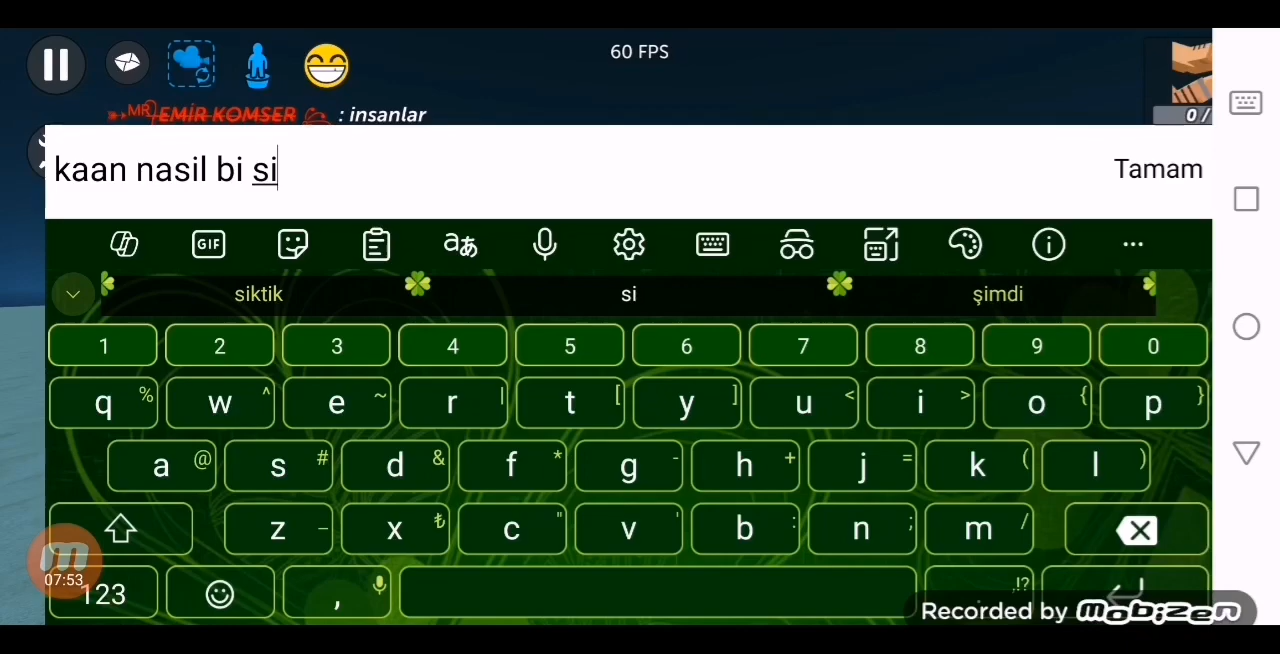 60 FPS
MR EMİR KOMSER : insanlar
0/
kaan nasil bi si
Tamam
GIF
siktik si şimdi
1 2 3 4 5 6 7 8 9 0
q % w ^ e ~ r | t [ y ] u < i > o { p }
a @ s # d & f * g - h + j = k ( l )
z _ x ₺ c " v ' b : n ; m /
07:53
123 , ,!?
Recorded by mobizen